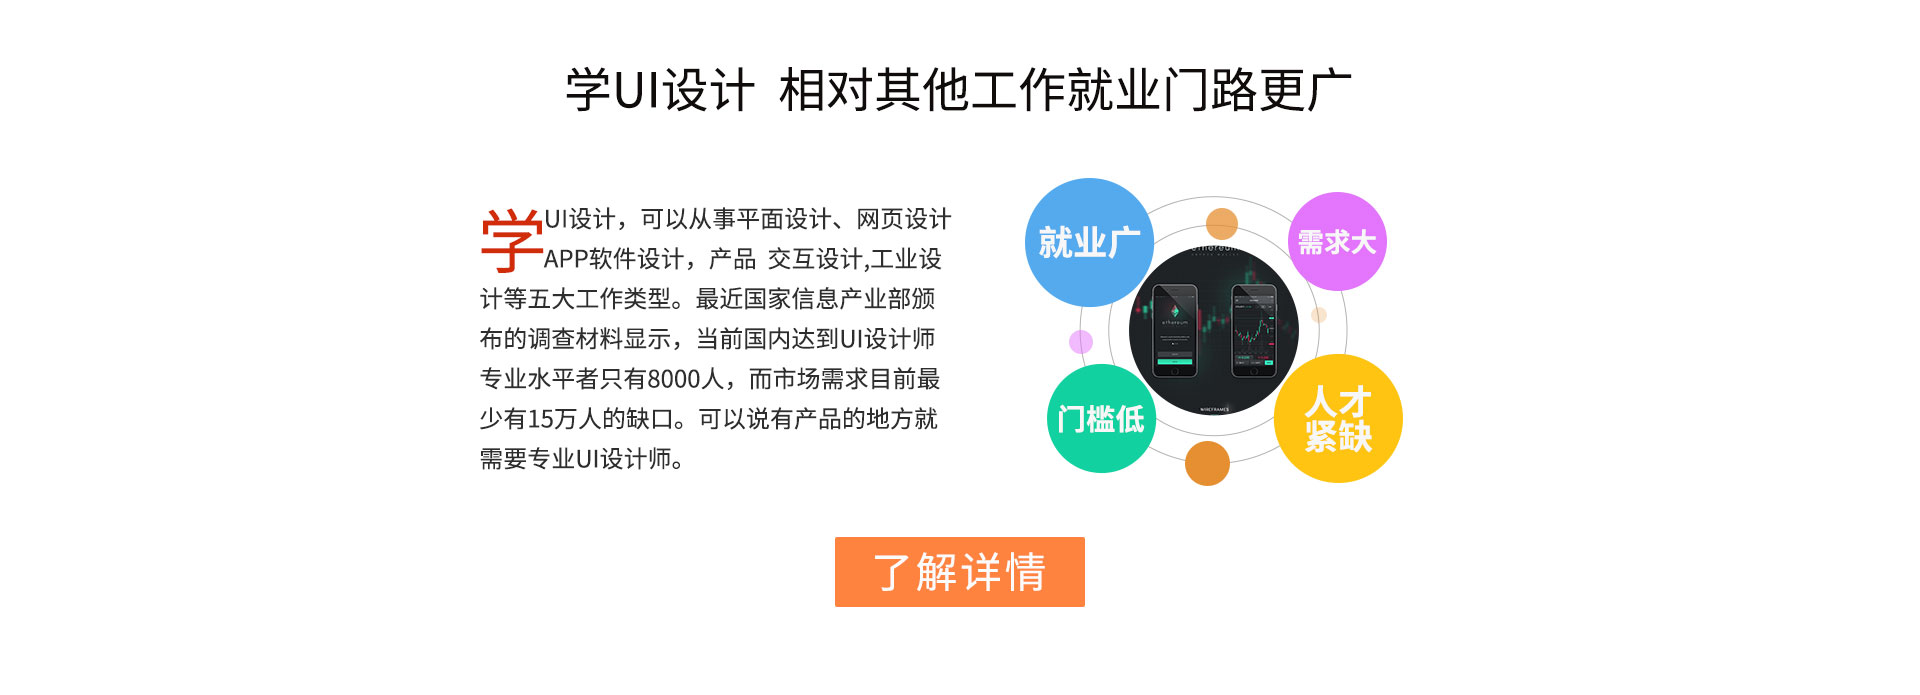 学UI设计 相对其他工作就业门路更广
学UI设计，可以从事平面设计、网页设计
APP软件设计，产品 交互设计,工业设
计等五大工作类型。最近国家信息产业部颁
布的调查材料显示，当前国内达到UI设计师
专业水平者只有8000人，而市场需求目前最
少有15万人的缺口。可以说有产品的地方就
需要专业UI设计师。
就业广
需求大
门槛低
人才
紧缺
ethereum
WIREFRAMES
了解详情